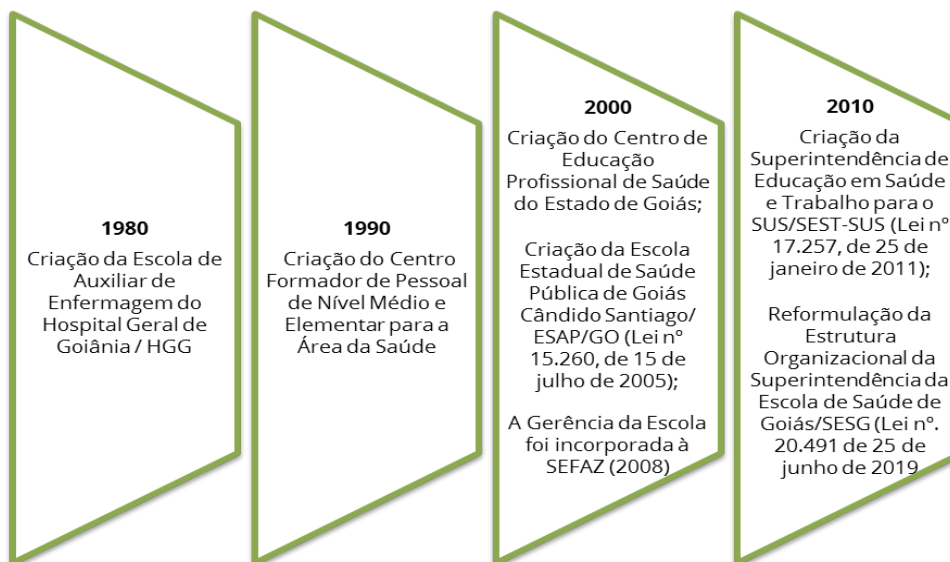 1980
Criação da Escola de
Auxiliar de
Enfermagem do
Hospital Geral de
Goiânia / HGG
1990
Criação do Centro
Formador de Pessoal
de Nível Médio e
Elementar para a
Área da Saúde
2000
Criação do Centro de
Educação
Profissional de Saúde
do Estado de Goiás;
Criação da Escola
Estadual de Saúde
Pública de Goiás
Cândido Santiago/
ESAP/GO (Lei nº
15.260, de 15 de
julho de 2005);
A Gerência da Escola
foi incorporada à
SEFAZ (2008)
2010
Criação da
Superintendência de
Educação em Saúde
e Trabalho para o
SUS/SEST-SUS (Lei nº
17.257, de 25 de
janeiro de 2011);
Reformulação da
Estrutura
Organizacional da
Superintendência da
Escola de Saúde de
Goiás/SESG (Lei nº.
20.491 de 25 de
junho de 2019